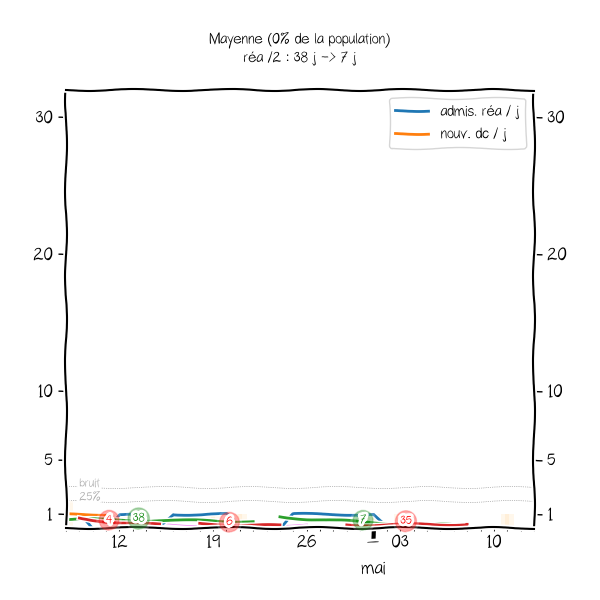 Mayenne (0% de la population)
réa /2 : 38 j -> 7 j
admis. réa / j
nouv. dc / j
30 30
20 20
10 10
5 5
bruit
25%
1 1
4 38 6 7 35
12 19 26 03 10
mai